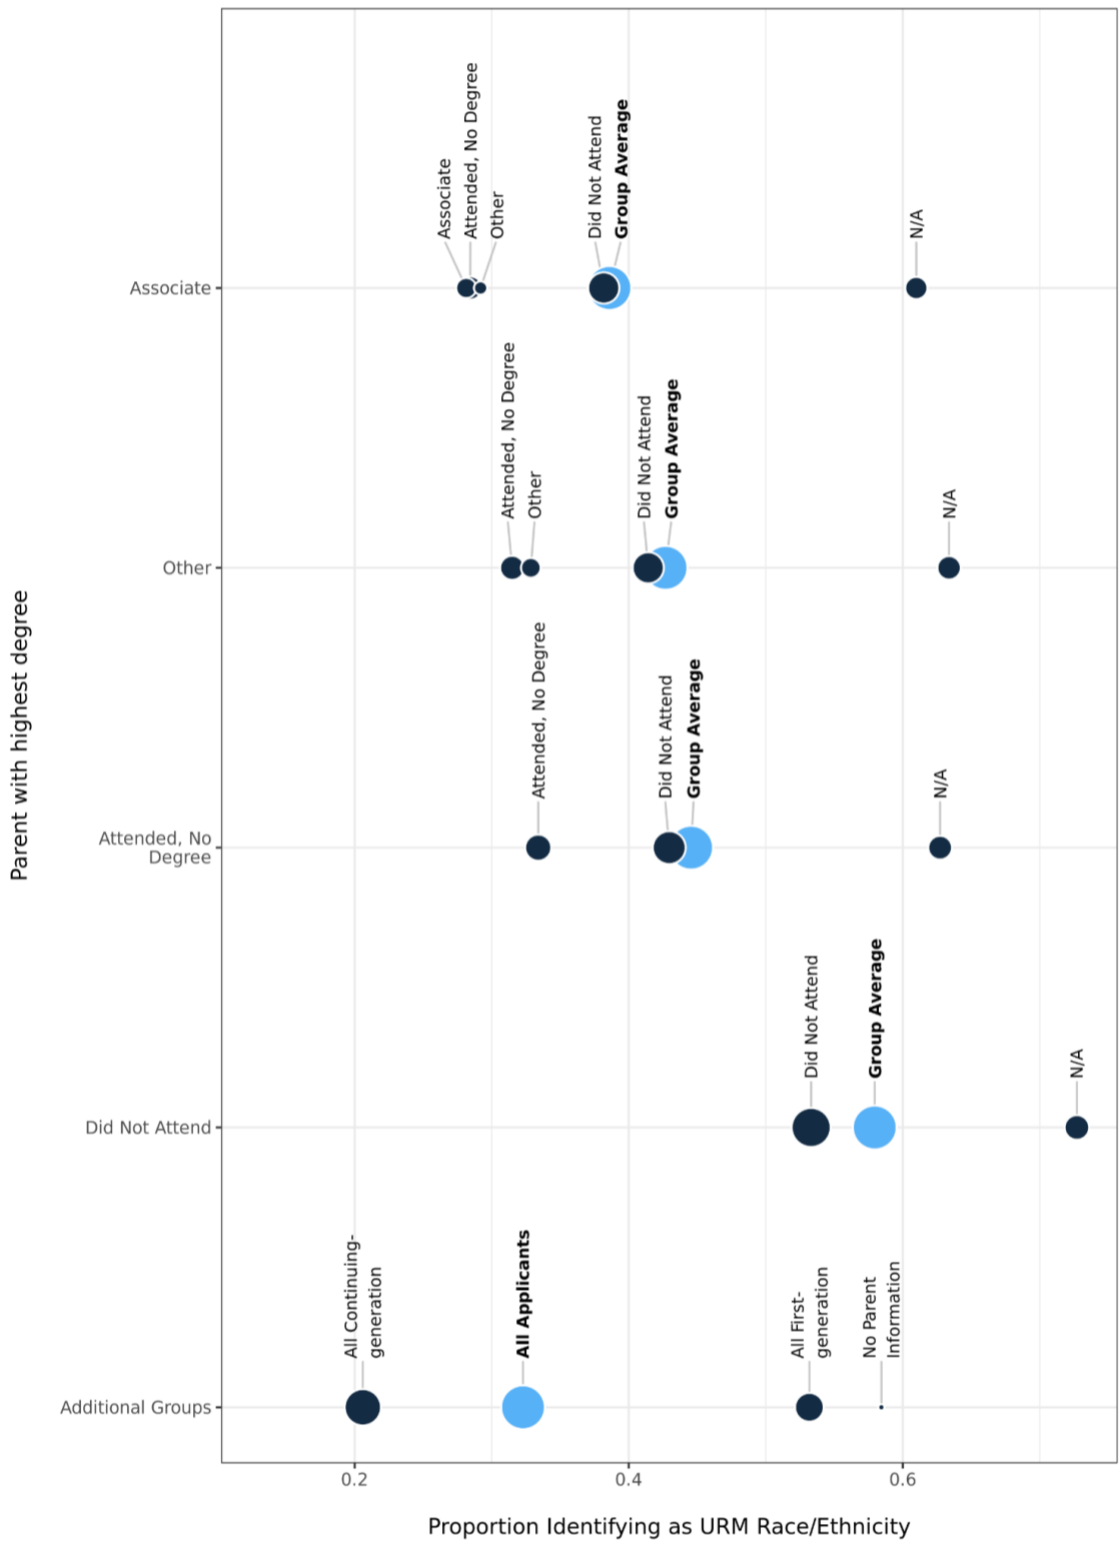 Associate
Attended, No Degree
Other
Did Not Attend
Group Average
N/A
Associate
Attended, No Degree
Other
Did Not Attend
Group Average
N/A
Other
Attended, No Degree
Did Not Attend
Group Average
N/A
Attended, No
Degree
Did Not Attend
Group Average
N/A
Did Not Attend
All Continuing-
generation
All Applicants
All First-
generation
No Parent
Information
Additional Groups
0.2
0.4
0.6
Proportion Identifying as URM Race/Ethnicity
Parent with highest degree